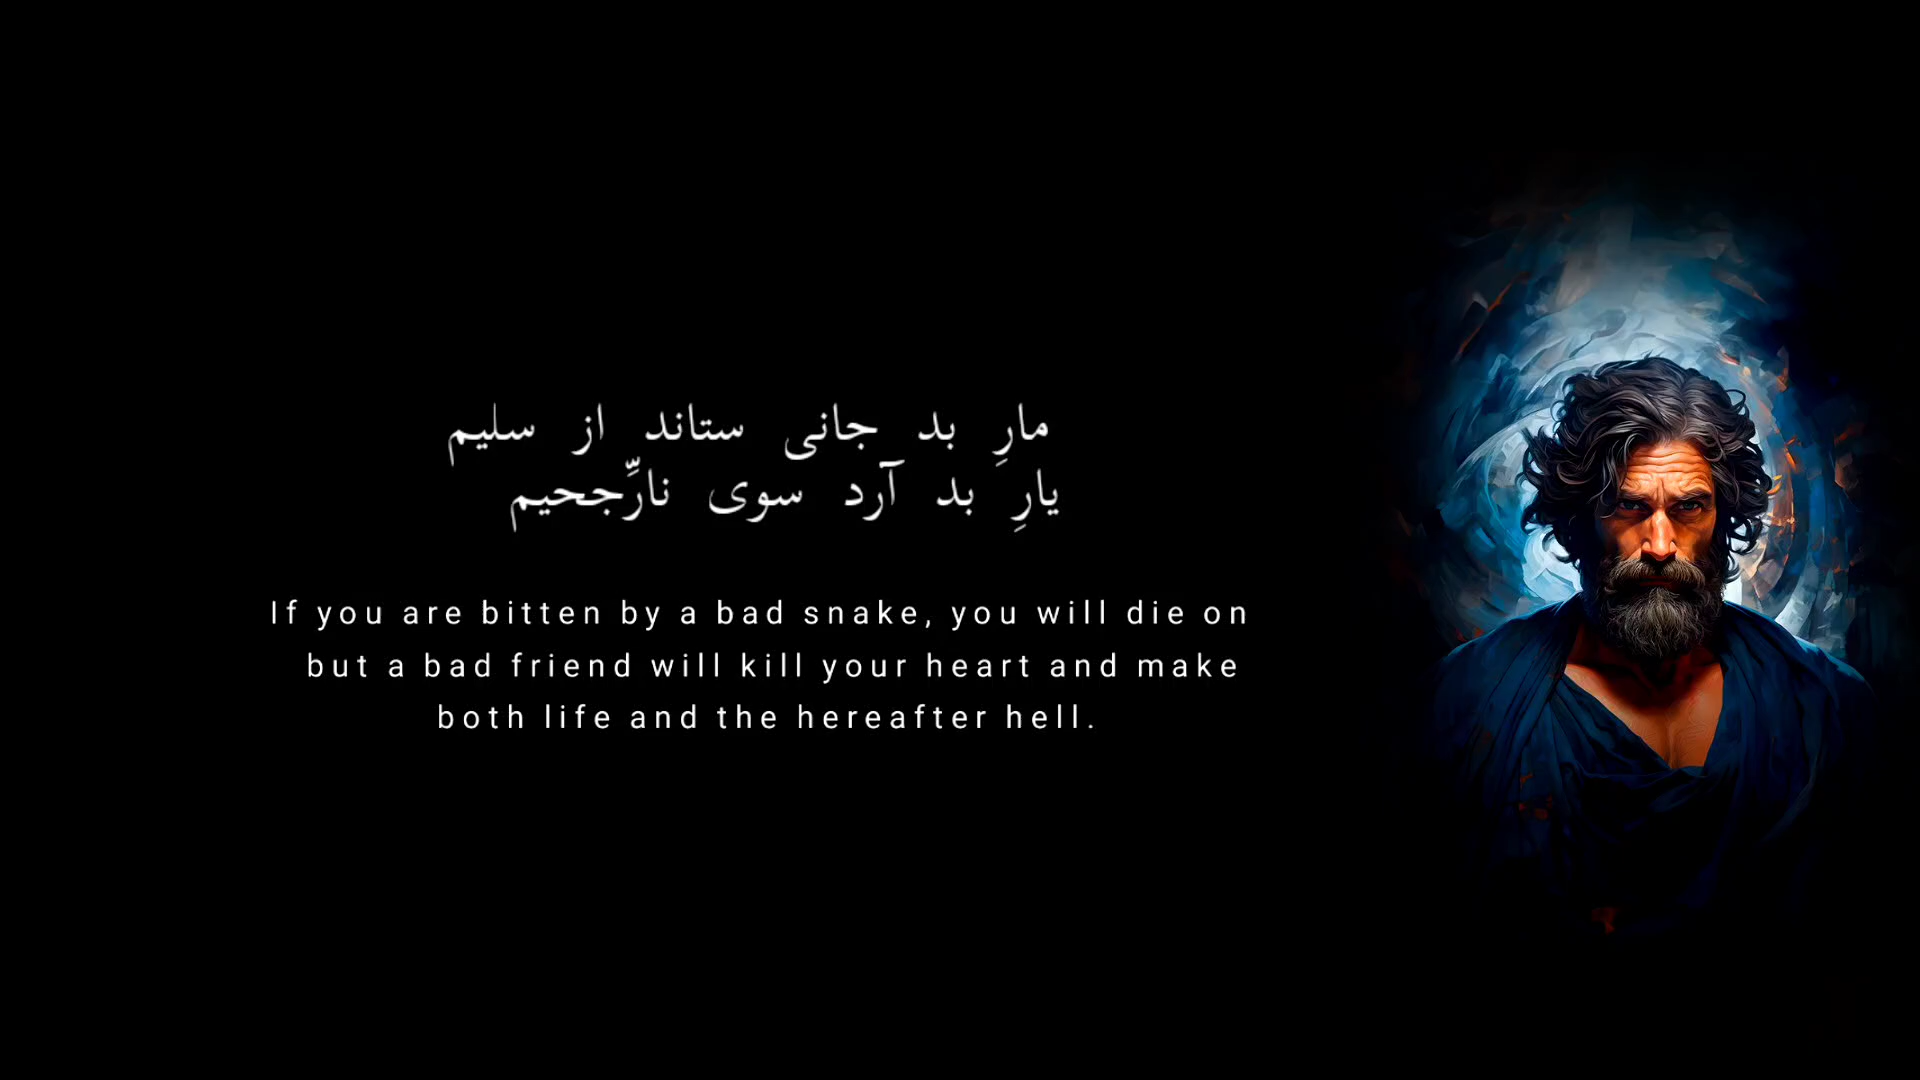 مارِ بد جانی ستاند از سلیم
یارِ بد آرد سوی نارِّجحیم
If you are bitten by a bad snake, you will die on
but a bad friend will kill your heart and make
both life and the hereafter hell.